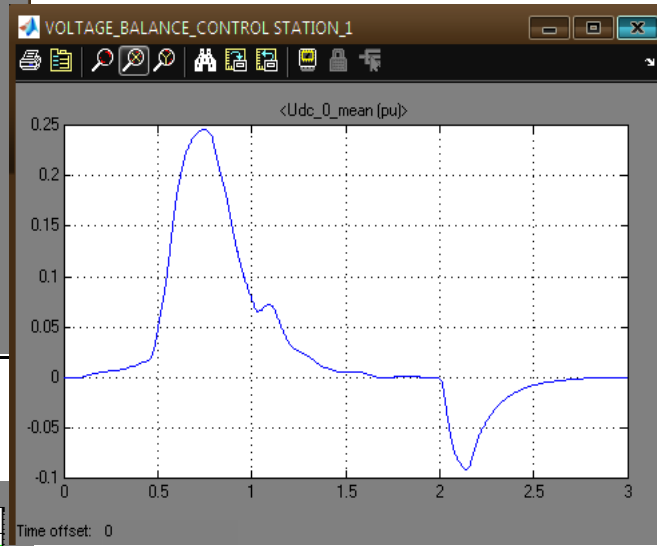 VOLTAGE_BALANCE_CONTROL STATION_1
<Udc_0_mean (pu)>
0.25
0.2
0.15
0.1
0.05
0
-0.05
-0.1
0 0.5 1 1.5 2 2.5 3
Time offset: 0